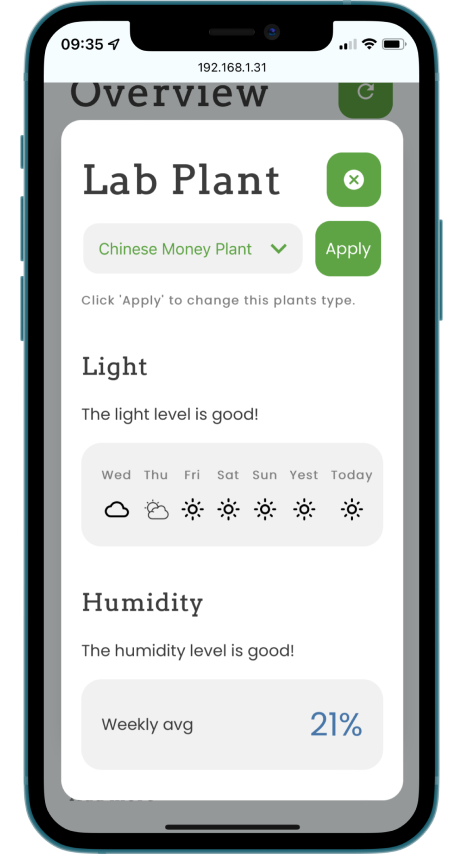 09:35
192.168.1.31
Overview
Lab Plant
Chinese Money Plant
Apply
Click 'Apply' to change this plants type.
Light
The light level is good!
Wed Thu Fri Sat Sun Yest Today
Humidity
The humidity level is good!
Weekly avg 21%